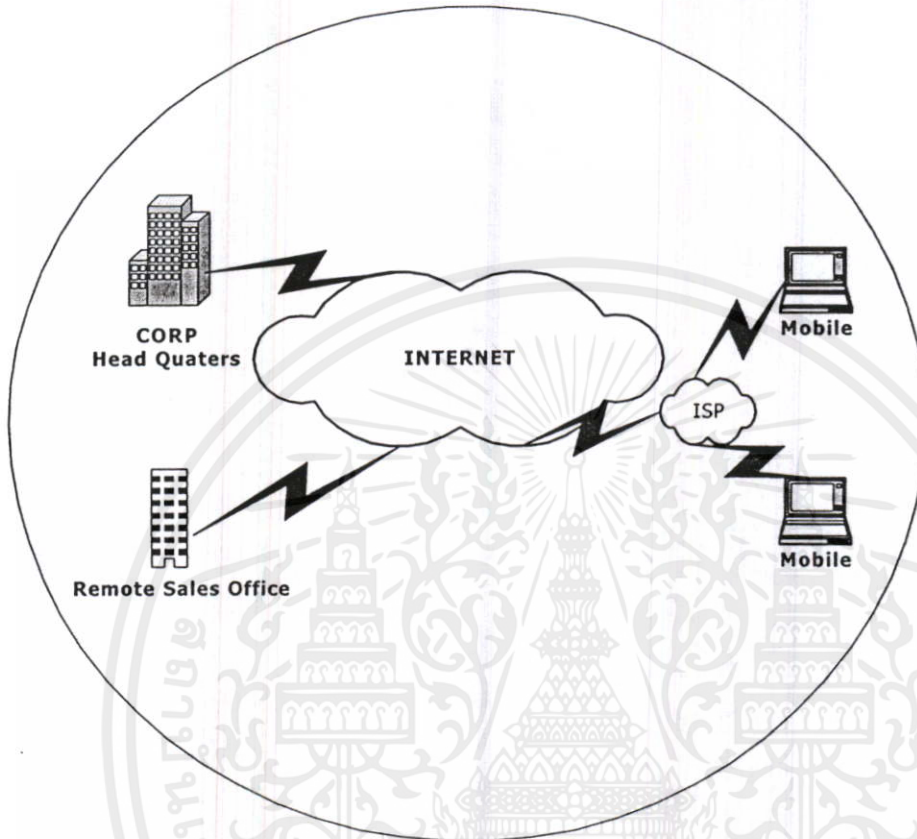 CORP
Head Quaters
INTERNET
Mobile
ISP
Mobile
Remote Sales Office